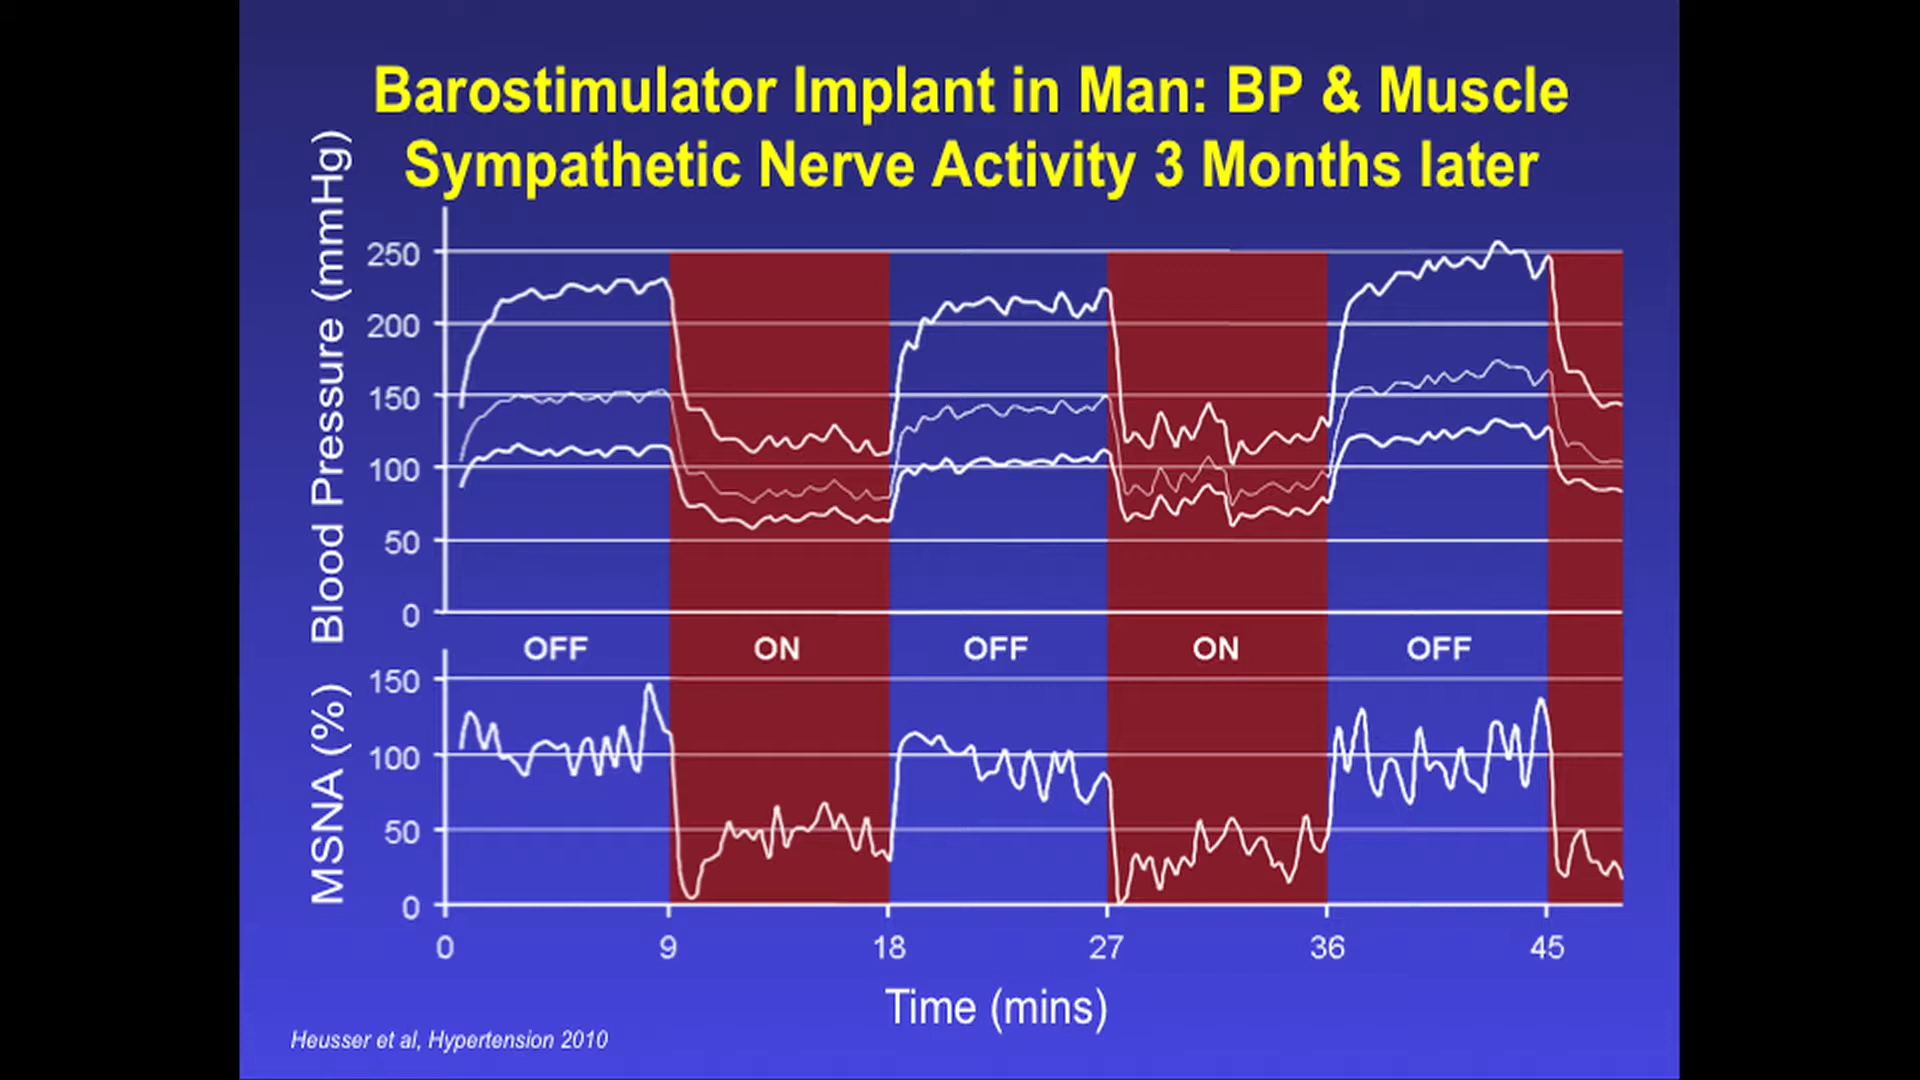 Barostimulator Implant in Man: BP & Muscle
Sympathetic Nerve Activity 3 Months later
Blood Pressure (mmHg)
250
200
150
100
50
0
OFF ON OFF ON OFF
MSNA (%)
150
100
50
0
0 9 18 27 36 45
Time (mins)
Heusser et al, Hypertension 2010